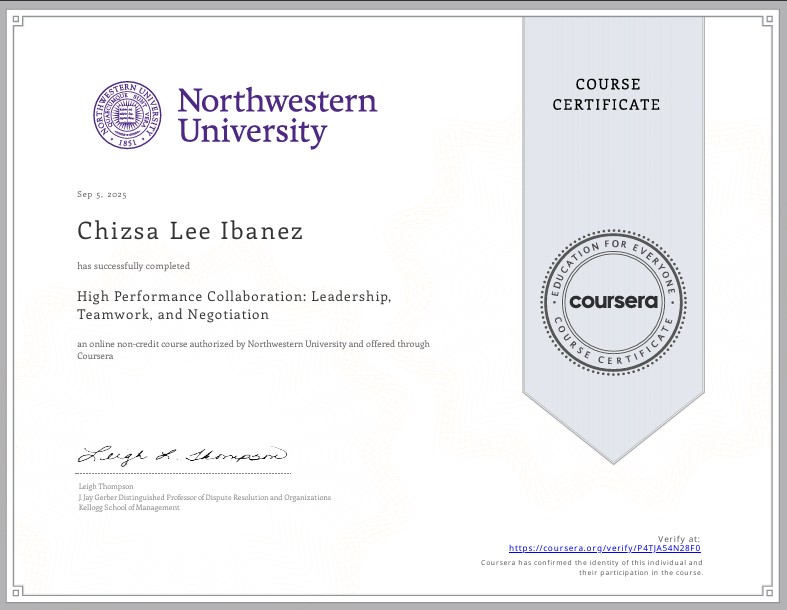 Northwestern
University
NORTHWESTERN UNIVERSITY
QUAECUMQUE SUNT VERA
1851
COURSE
CERTIFICATE
Sep 5, 2025
Chizsa Lee Ibanez
has successfully completed
High Performance Collaboration: Leadership,
Teamwork, and Negotiation
an online non-credit course authorized by Northwestern University and offered through
Coursera
EDUCATION FOR EVERYONE
coursera
COURSE CERTIFICATE
Leigh L. Thompson
Leigh Thompson
J. Jay Gerber Distinguished Professor of Dispute Resolution and Organizations
Kellogg School of Management
Verify at:
https://coursera.org/verify/P4TJA54N28F0
Coursera has confirmed the identity of this individual and
their participation in the course.